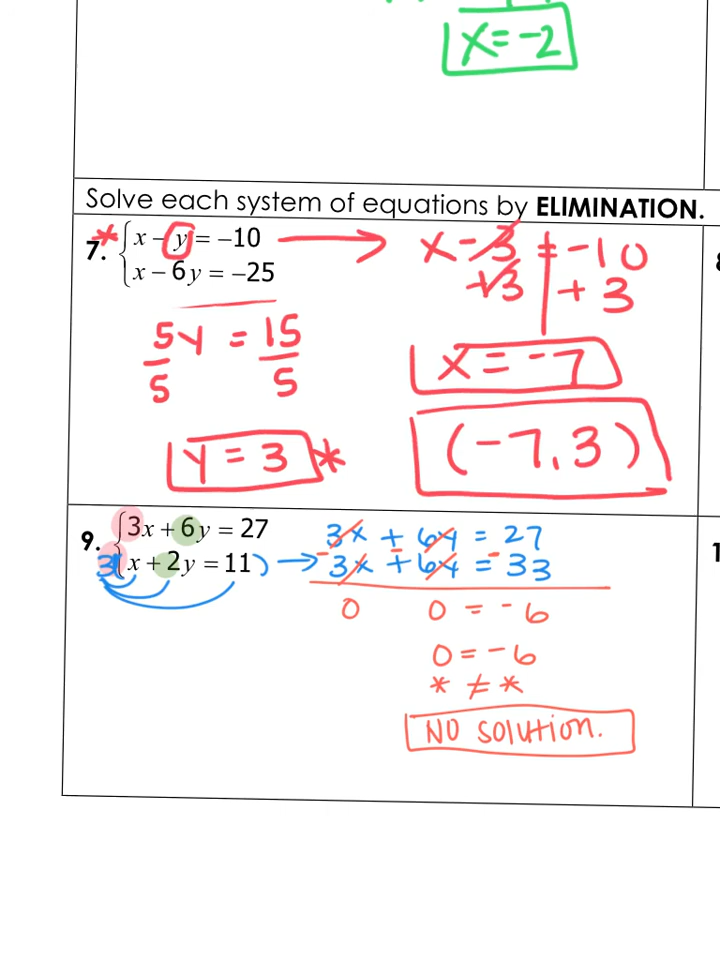 x = -2
Solve each system of equations by ELIMINATION.
* 7. { x - y = -10 → x - 3 = -10
x - 6y = -25 +3 | + 3
5y = 15
5 5
x = -7
y = 3 * (-7, 3)
9. { 3x + 6y = 27 3x + 6y = 27
3( x + 2y = 11 ) → - 3x + 6y = 33
0 0 = -6
0 = -6
* ≠ *
NO Solution.
1